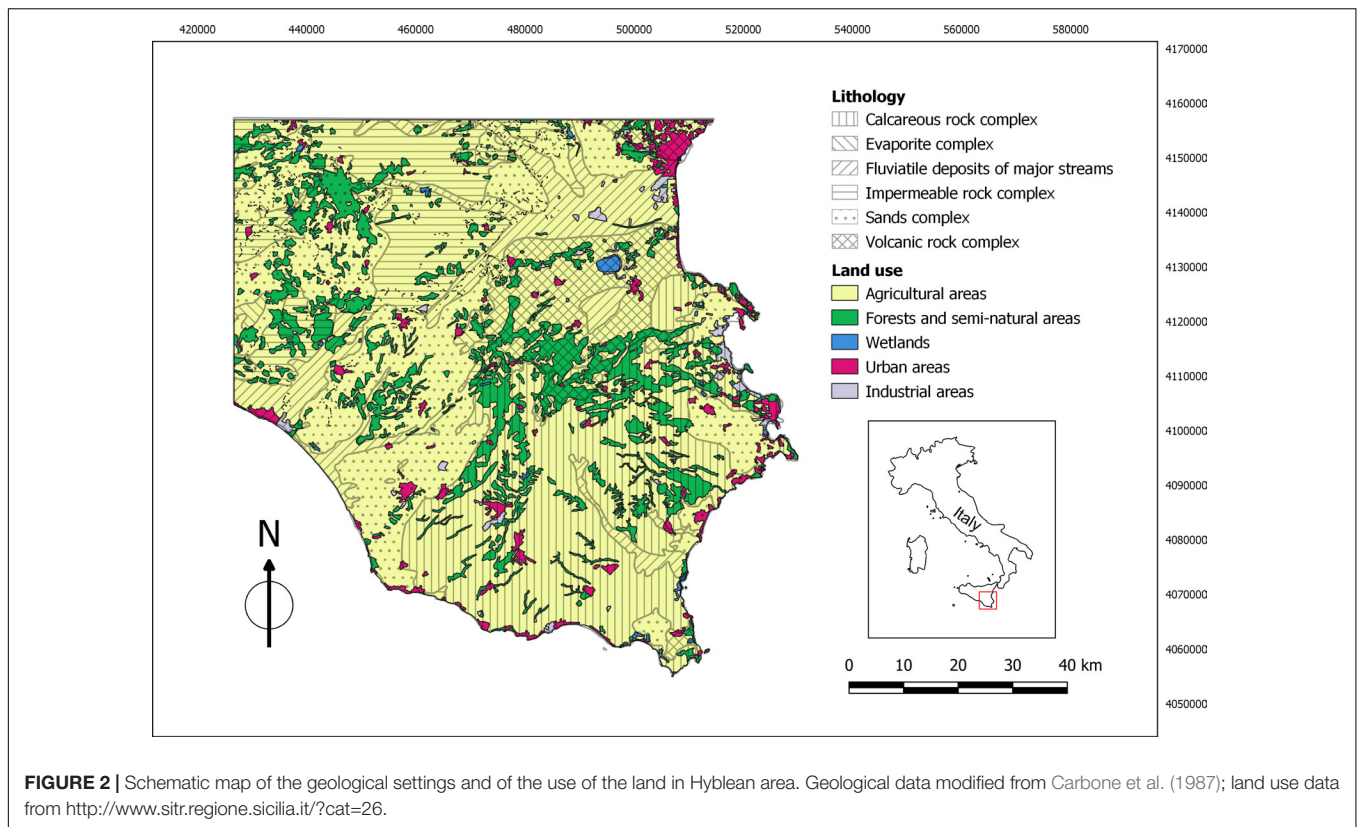 420000 440000 460000 480000 500000 520000 540000 560000 580000
4170000
4160000
4150000
4140000
4130000
4120000
4110000
4100000
4090000
4080000
4070000
4060000
4050000
Lithology
Calcareous rock complex
Evaporite complex
Fluviatile deposits of major streams
Impermeable rock complex
Sands complex
Volcanic rock complex
Land use
Agricultural areas
Forests and semi-natural areas
Wetlands
Urban areas
Industrial areas
Italy
N
0 10 20 30 40 km
FIGURE 2 | Schematic map of the geological settings and of the use of the land in Hyblean area. Geological data modified from Carbone et al. (1987); land use data
from http://www.sitr.regione.sicilia.it/?cat=26.